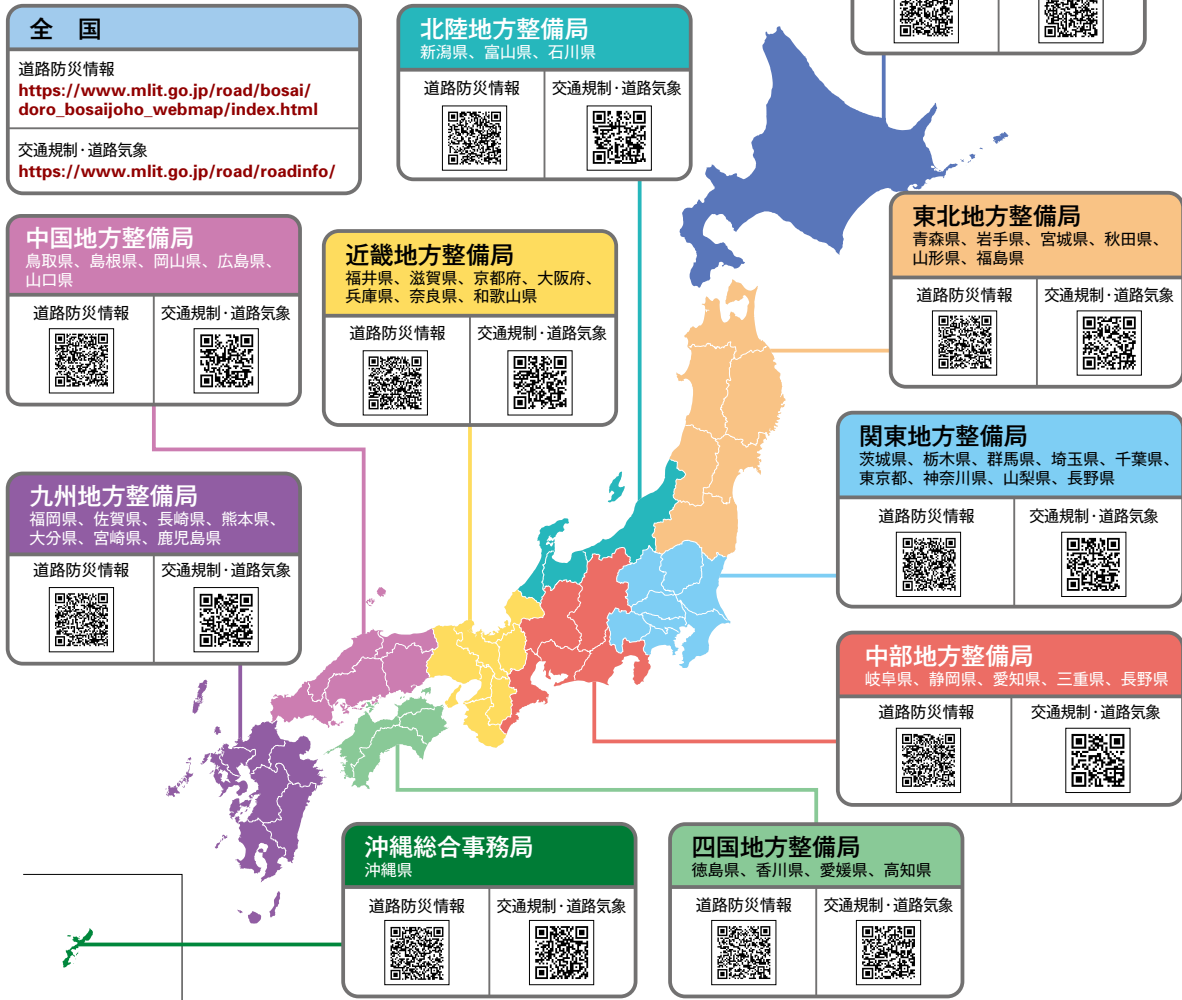 全 国
道路防災情報
https://www.mlit.go.jp/road/bosai/
doro_bosaijoho_webmap/index.html
交通規制･道路気象
https://www.mlit.go.jp/road/roadinfo/
北陸地方整備局
新潟県、富山県、石川県
道路防災情報
交通規制･道路気象
中国地方整備局
鳥取県、島根県、岡山県、広島県、
山口県
道路防災情報
交通規制･道路気象
近畿地方整備局
福井県、滋賀県、京都府、大阪府、
兵庫県、奈良県、和歌山県
道路防災情報
交通規制･道路気象
東北地方整備局
青森県、岩手県、宮城県、秋田県、
山形県、福島県
道路防災情報
交通規制･道路気象
関東地方整備局
茨城県、栃木県、群馬県、埼玉県、千葉県、
東京都、神奈川県、山梨県、長野県
道路防災情報
交通規制･道路気象
九州地方整備局
福岡県、佐賀県、長崎県、熊本県、
大分県、宮崎県、鹿児島県
道路防災情報
交通規制･道路気象
中部地方整備局
岐阜県、静岡県、愛知県、三重県、長野県
道路防災情報
交通規制･道路気象
沖縄総合事務局
沖縄県
道路防災情報
交通規制･道路気象
四国地方整備局
徳島県、香川県、愛媛県、高知県
道路防災情報
交通規制･道路気象